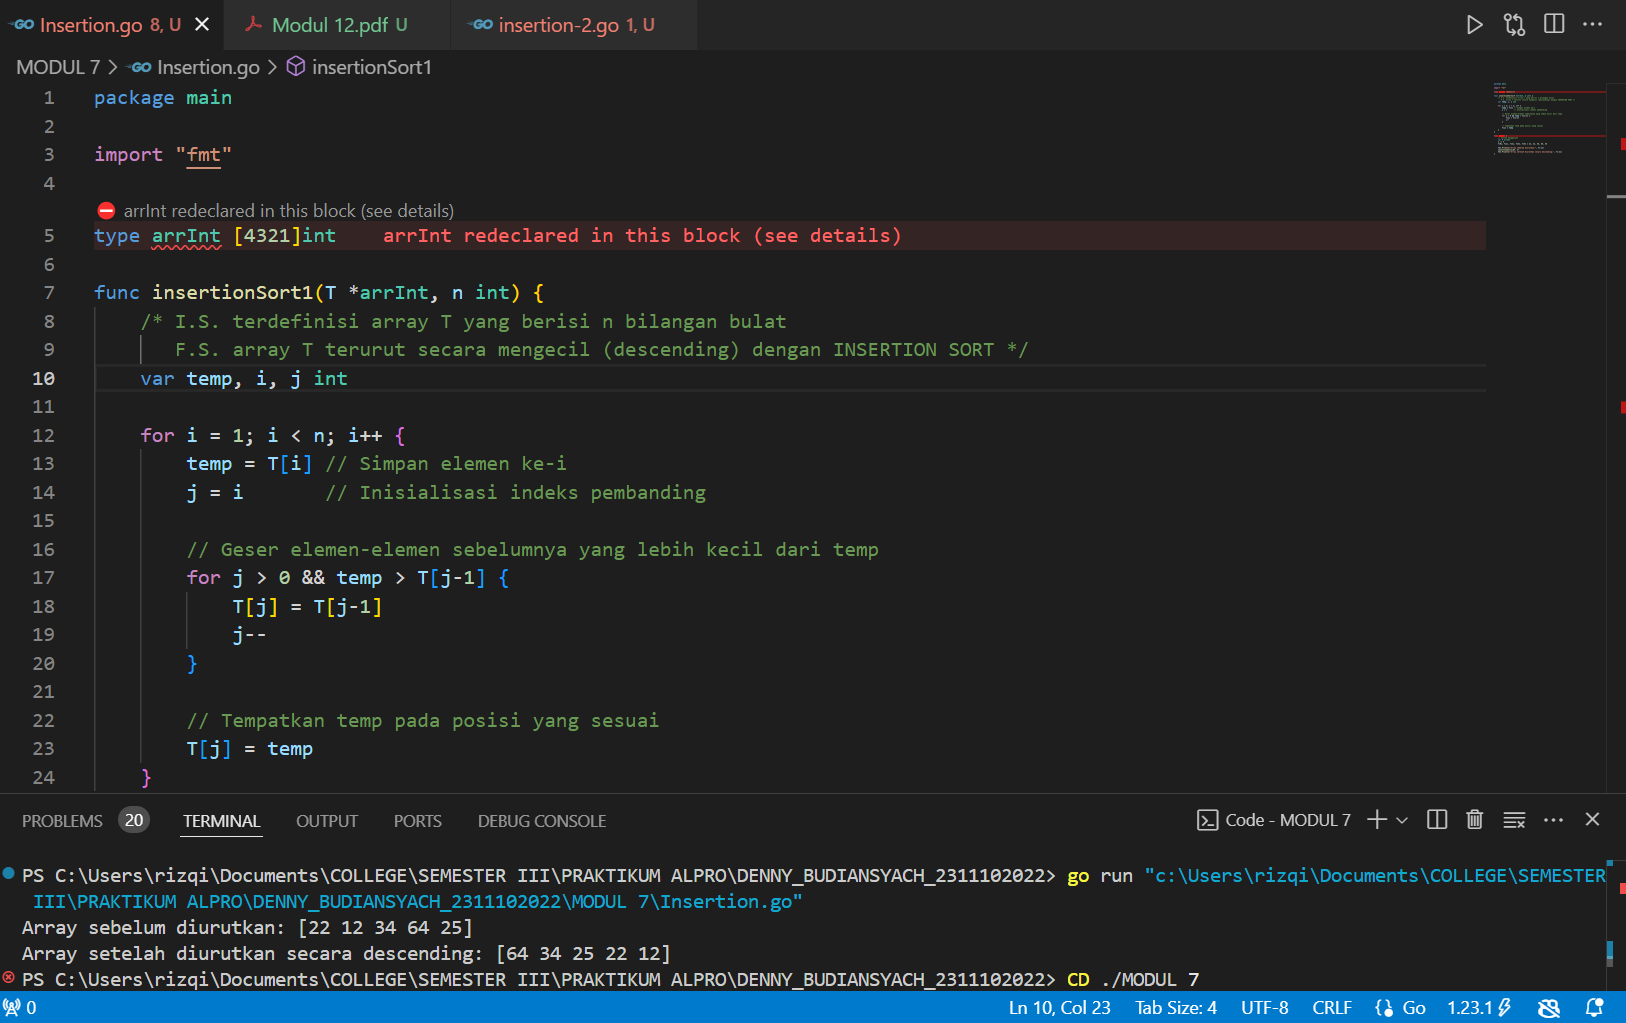 Insertion.go 8, U
Modul 12.pdf U
insertion-2.go 1, U
MODUL 7 > Insertion.go > insertionSort1
1 package main
2
3 import "fmt"
4
arrInt redeclared in this block (see details)
5 type arrInt [4321]int arrInt redeclared in this block (see details)
6
7 func insertionSort1(T *arrInt, n int) {
8 /* I.S. terdefinisi array T yang berisi n bilangan bulat
9 F.S. array T terurut secara mengecil (descending) dengan INSERTION SORT */
10 var temp, i, j int
11
12 for i = 1; i < n; i++ {
13 temp = T[i] // Simpan elemen ke-i
14 j = i // Inisialisasi indeks pembanding
15
16 // Geser elemen-elemen sebelumnya yang lebih kecil dari temp
17 for j > 0 && temp > T[j-1] {
18 T[j] = T[j-1]
19 j--
20 }
21
22 // Tempatkan temp pada posisi yang sesuai
23 T[j] = temp
24 }
PROBLEMS 20 TERMINAL OUTPUT PORTS DEBUG CONSOLE Code - MODUL 7
PS C:\Users\rizqi\Documents\COLLEGE\SEMESTER III\PRAKTIKUM ALPRO\DENNY_BUDIANSYACH_2311102022> go run "c:\Users\rizqi\Documents\COLLEGE\SEMESTER
III\PRAKTIKUM ALPRO\DENNY_BUDIANSYACH_2311102022\MODUL 7\Insertion.go"
Array sebelum diurutkan: [22 12 34 64 25]
Array setelah diurutkan secara descending: [64 34 25 22 12]
PS C:\Users\rizqi\Documents\COLLEGE\SEMESTER III\PRAKTIKUM ALPRO\DENNY_BUDIANSYACH_2311102022> CD ./MODUL 7
0 Ln 10, Col 23 Tab Size: 4 UTF-8 CRLF {} Go 1.23.1